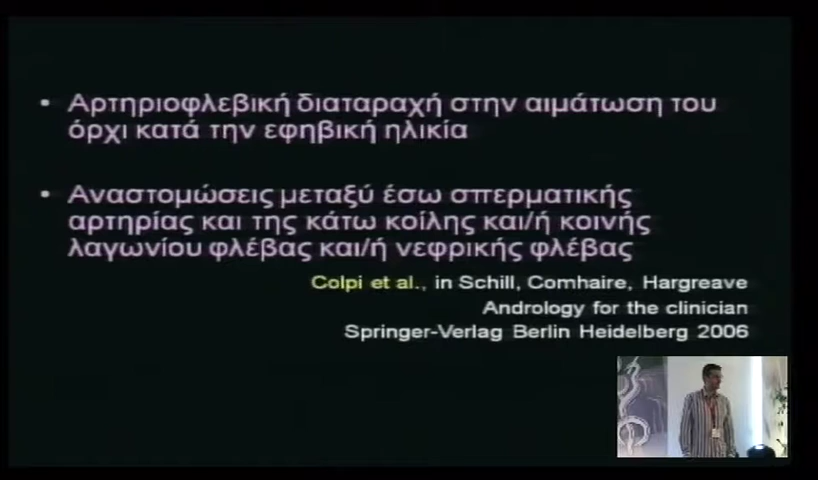 • Αρτηριοφλεβική διαταραχή στην αιμάτωση του
όρχι κατά την εφηβική ηλικία
• Αναστομώσεις μεταξύ έσω σπερματικής
αρτηρίας και της κάτω κοίλης και/ή κοινής
λαγωνίου φλέβας και/ή νεφρικής φλέβας
Colpi et al., in Schill, Comhaire, Hargreave
Andrology for the clinician
Springer-Verlag Berlin Heidelberg 2006